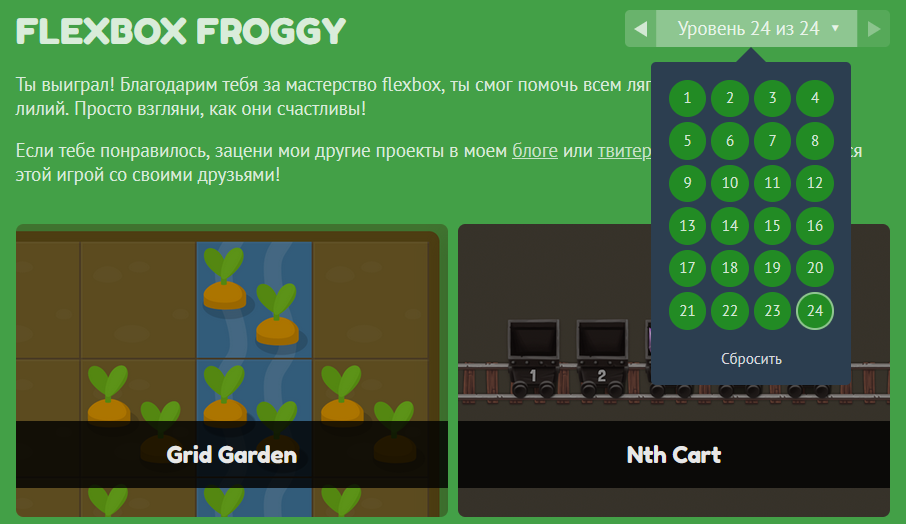 FLEXBOX FROGGY
Уровень 24 из 24
Ты выиграл! Благодарим тебя за мастерство flexbox, ты смог помочь всем
лилий. Просто взгляни, как они счастливы!
Если тебе понравилось, зацени мои другие проекты в моем блоге или твитер
этой игрой со своими друзьями!
1 2 3 4
5 6 7 8
9 10 11 12
13 14 15 16
17 18 19 20
21 22 23 24
Сбросить
1 2
Grid Garden
Nth Cart